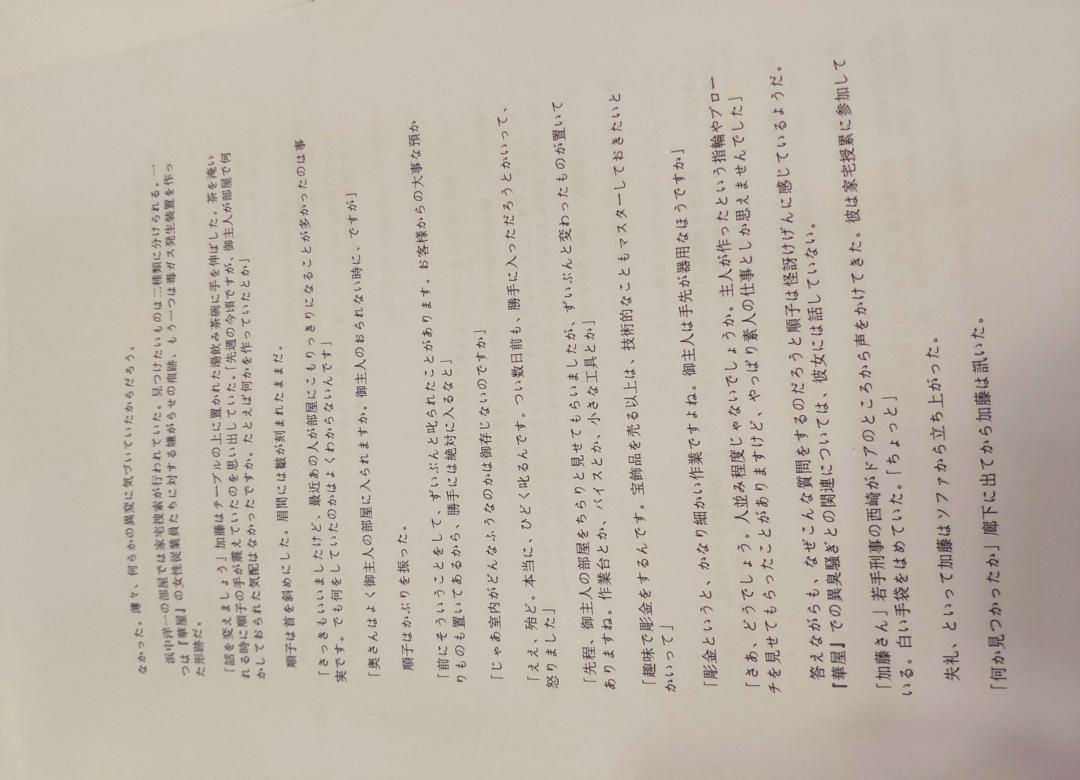 なかった。薄々、何らかの異変に気づいていたからだろう。
浜中洋一の部屋では家宅捜索が行われていた。見つけたいものは二種類に分けられる。一
つは『華屋』の女性従業員たちに対する嫌がらせの痕跡、もう一つは毒ガス発生装置を作っ
た形跡だ。
「話を変えましょう」加藤はテーブルの上に置かれた湯飲み茶碗に手を伸ばした。茶を淹い
れる時に順子の手が震えていたのを思い出していた。「先週の今頃ですが、御主人が部屋で何
かしておられた気配はなかったですか。たとえば何かを作っていたとか」
順子は首を斜めにした。眉間には皺が刻まれたままだ。
「さっきもいいましたけど、最近あの人が部屋にこもりっきりになることが多かったのは事
実です。でも何をしていたのかはよくわからないんです」
「奥さんはよく御主人の部屋に入られますか。御主人のおられない時に、ですが」
順子はかぶりを振った。
「前にそういうことをして、ずいぶんと叱られたことがあります。お客様からの大事な預か
りものも置いてあるから、勝手には絶対に入るなと」
「じゃあ室内がどんなふうなのかは御存じないのですか」
「ええ、殆ど。本当に、ひどく叱るんです。つい数日前も、勝手に入っただろうとかいって、
怒りました」
「先程、御主人の部屋をちらりと見せてもらいましたが、ずいぶんと変わったものが置いて
ありますね。作業台とか、バイスとか、小さな工具とか」
「趣味で彫金をするんです。宝飾品を売る以上は、技術的なこともマスターしておきたいと
かいって」
「彫金というと、かなり細かい作業ですよね。御主人は手先が器用なほうですか」
「さあ、どうでしょう。人並み程度じゃないでしょうか。主人が作ったという指輪やブロー
チを見せてもらったことがありますけど、やっぱり素人の仕事としか思えませんでした」
答えながらも、なぜこんな質問をするのだろうと順子は怪訝けげんに感じているようだ。
『華屋』での異臭騒ぎとの関連については、彼女には話していない。
「加藤さん」若手刑事の西崎がドアのところから声をかけてきた。彼は家宅授累に参加して
いる。白い手袋をはめていた。「ちょっと」
失礼、といって加藤はソファから立ち上がった。
「何か見つかったか」廊下に出てから加藤は訊いた。